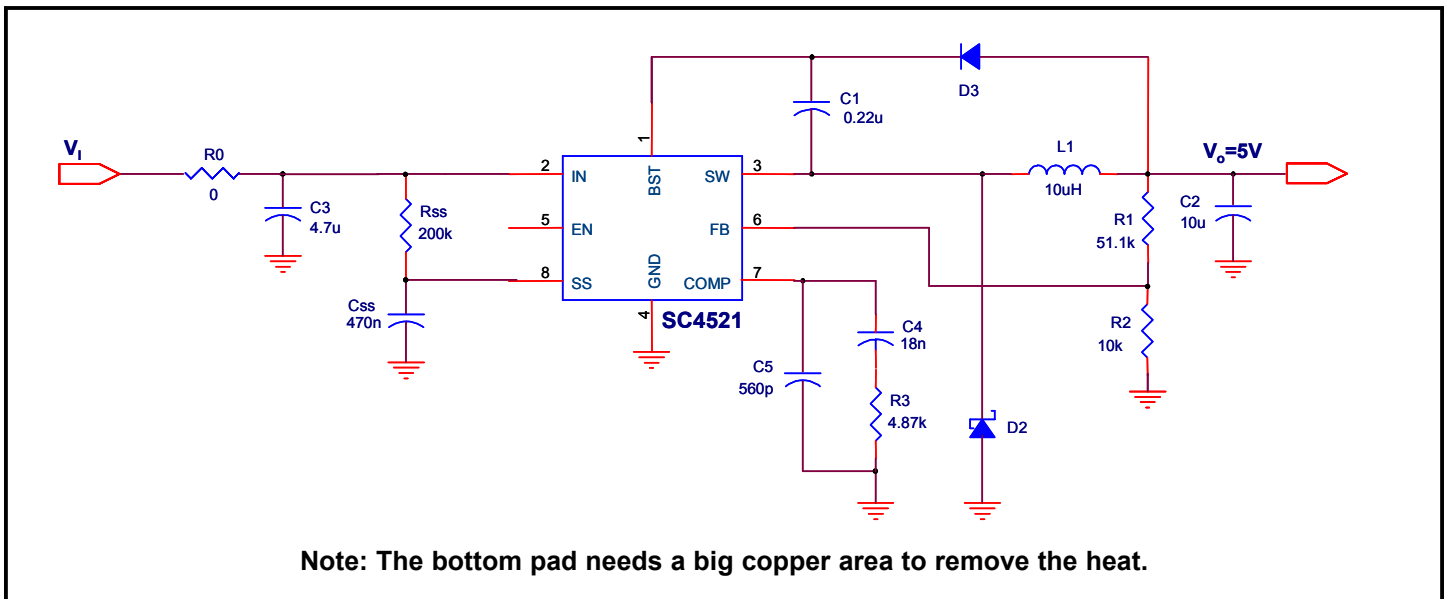 D3
C1
0.22u
VI
R0
0
C3
4.7u
Rss
200k
Css
470n
1
2
IN
BST
SW
3
5
EN
FB
6
8
SS
GND
COMP
7
4
SC4521
L1
10uH
Vo=5V
R1
51.1k
C2
10u
R2
10k
C4
18n
C5
560p
R3
4.87k
D2
Note: The bottom pad needs a big copper area to remove the heat.